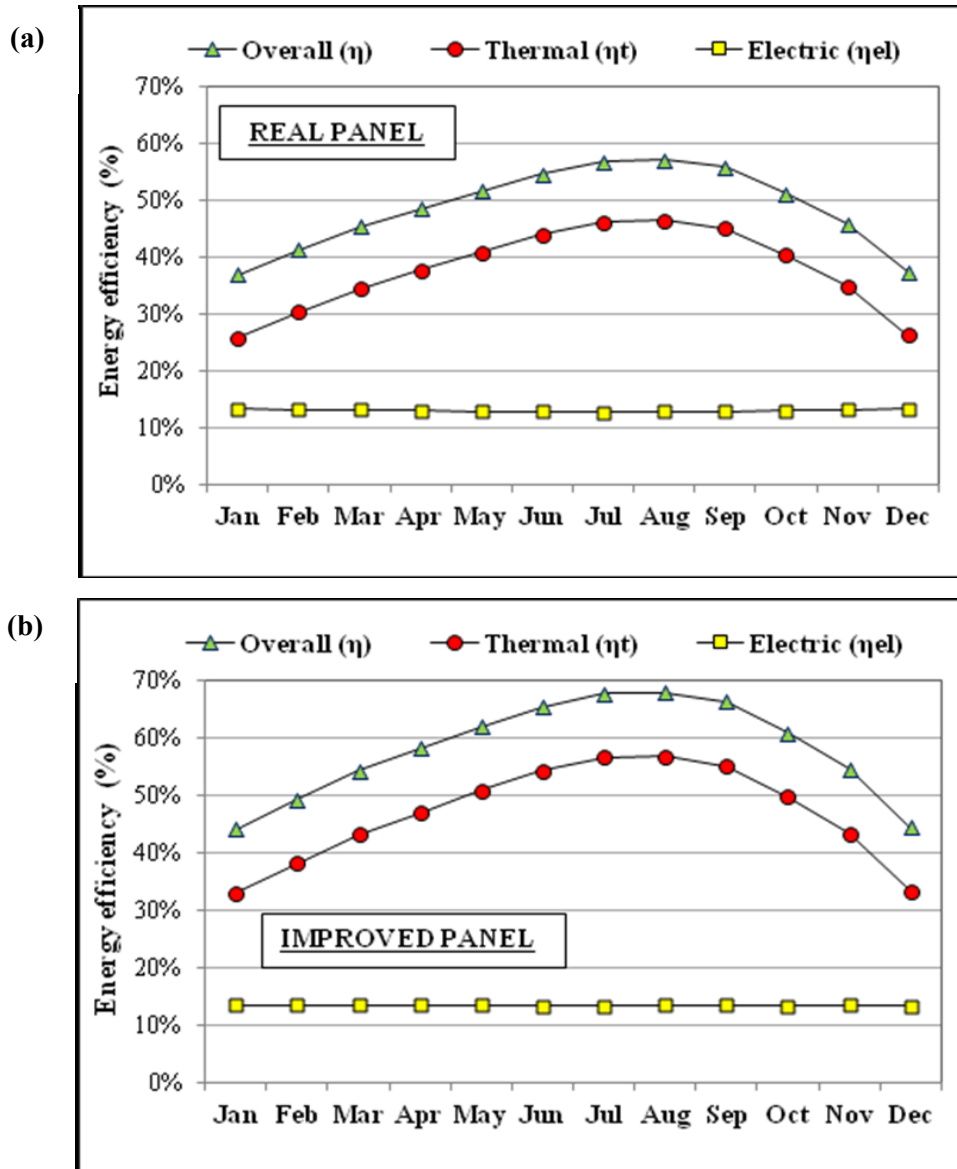 (a)
Overall (η) Thermal (ηt) Electric (ηel)
70%
REAL PANEL
60%
50%
40%
30%
20%
10%
0%
Energy efficiency (%)
Jan Feb Mar Apr May Jun Jul Aug Sep Oct Nov Dec
(b)
Overall (η) Thermal (ηt) Electric (ηel)
70%
60%
50%
40%
30%
IMPROVED PANEL
20%
10%
0%
Energy efficiency (%)
Jan Feb Mar Apr May Jun Jul Aug Sep Oct Nov Dec